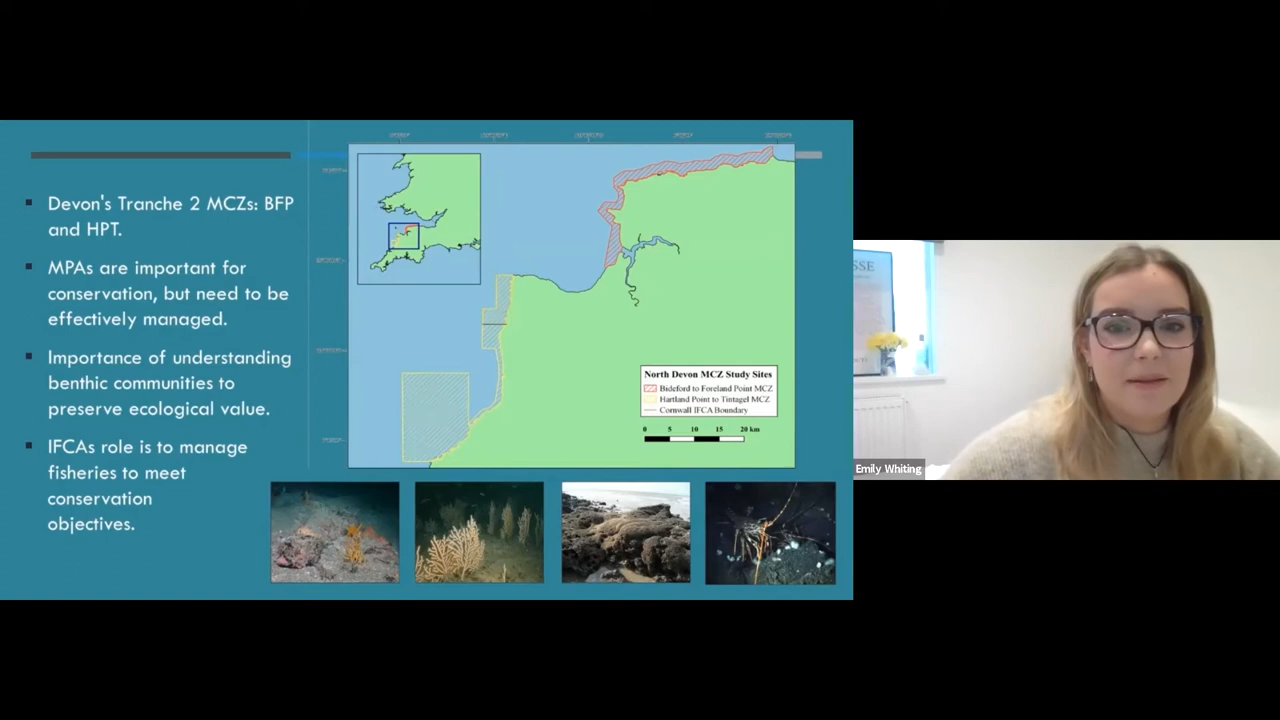 Devon's Tranche 2 MCZs: BFP
and HPT.
MPAs are important for
conservation, but need to be
effectively managed.
Importance of understanding
benthic communities to
preserve ecological value.
IFCAs role is to manage
fisheries to meet
conservation
objectives.
North Devon MCZ Study Sites
Bideford to Foreland Point MCZ
Hartland Point to Tintagel MCZ
Cornwall IFCA Boundary
0 5 10 15 20 km
SSE
Emily Whiting